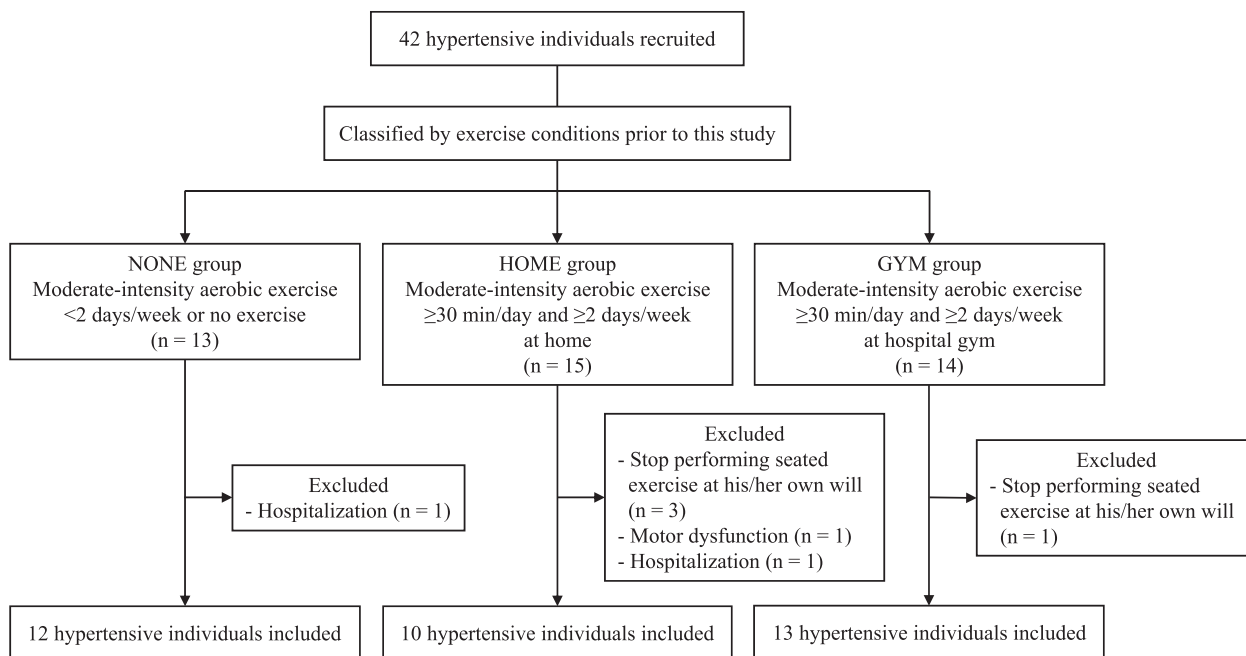 42 hypertensive individuals recruited
Classified by exercise conditions prior to this study
NONE group
Moderate-intensity aerobic exercise
<2 days/week or no exercise
(n = 13)
HOME group
Moderate-intensity aerobic exercise
≥30 min/day and ≥2 days/week
at home
(n = 15)
GYM group
Moderate-intensity aerobic exercise
≥30 min/day and ≥2 days/week
at hospital gym
(n = 14)
Excluded
- Hospitalization (n = 1)
Excluded
- Stop performing seated
exercise at his/her own will
(n = 3)
- Motor dysfunction (n = 1)
- Hospitalization (n = 1)
Excluded
- Stop performing seated
exercise at his/her own will
(n = 1)
12 hypertensive individuals included
10 hypertensive individuals included
13 hypertensive individuals included